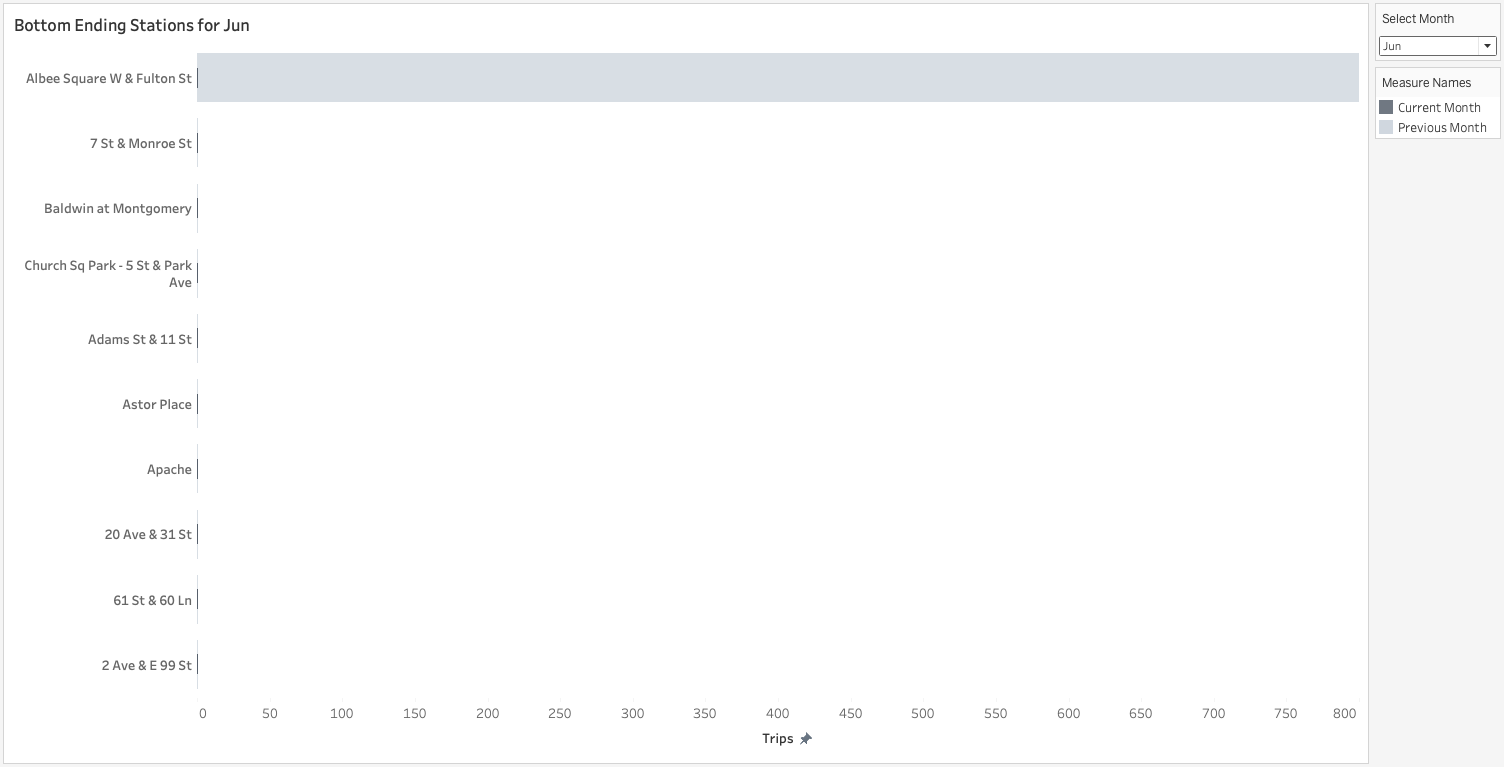 Bottom Ending Stations for Jun
Albee Square W & Fulton St
7 St & Monroe St
Baldwin at Montgomery
Church Sq Park - 5 St & Park
Ave
Adams St & 11 St
Astor Place
Apache
20 Ave & 31 St
61 St & 60 Ln
2 Ave & E 99 St
0 50 100 150 200 250 300 350 400 450 500 550 600 650 700 750 800
Trips
Select Month
Jun
Measure Names
Current Month
Previous Month